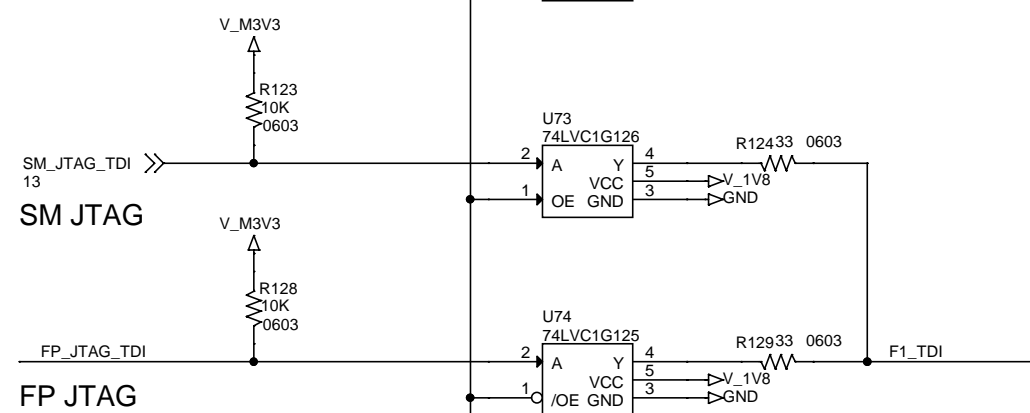 V_M3V3
R123
10K
0603
SM_JTAG_TDI
13
SM JTAG
U73
74LVC1G126
2 A Y 4
VCC 5 V_1V8
1 OE GND 3 GND
R124 33 0603
V_M3V3
R128
10K
0603
FP_JTAG_TDI
FP JTAG
U74
74LVC1G125
2 A Y 4
VCC 5 V_1V8
1 /OE GND 3 GND
R129 33 0603
F1_TDI